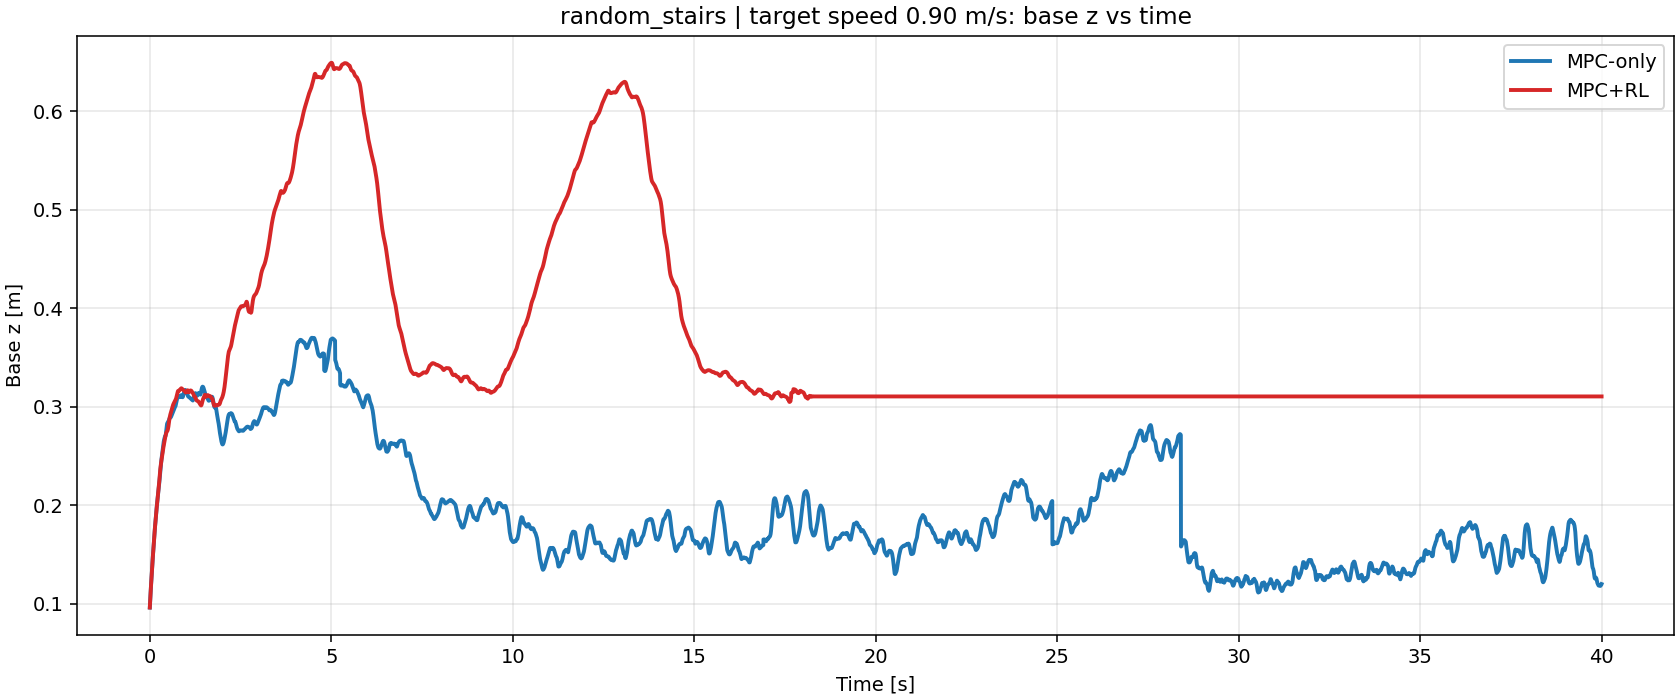 random_stairs | target speed 0.90 m/s: base z vs time
MPC-only
MPC+RL
Base z [m]
0.6
0.5
0.4
0.3
0.2
0.1
0 5 10 15 20 25 30 35 40
Time [s]